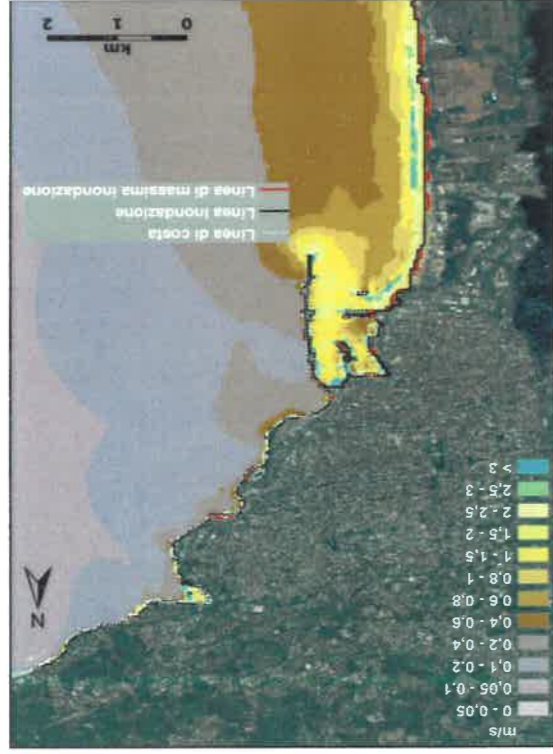 m/s
0 - 0,05
0,05 - 0.1
0,1 - 0.2
0,2 - 0,4
0,4 - 0,6
0.6 - 0,8
0,8 - 1
1 - 1,5
1,5 - 2
2 - 2,5
2,5 - 3
> 3
N
Linea di costa
Linea inondazione
Linea di massima inondazione
km
0 1 2